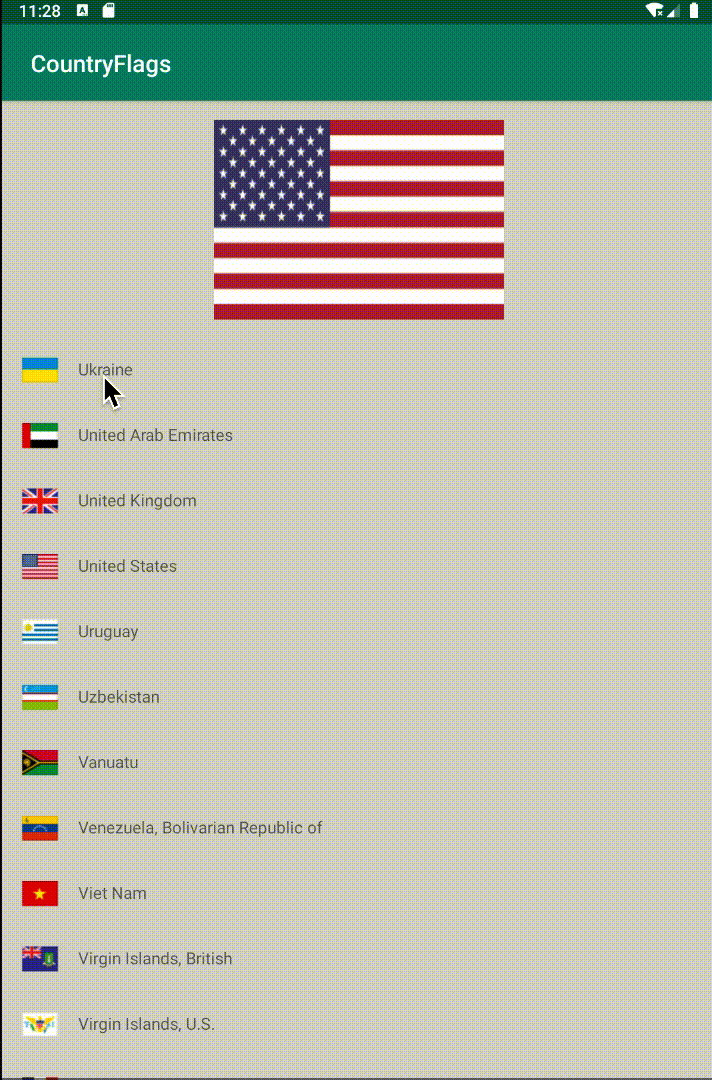 11:28
CountryFlags
Ukraine
United Arab Emirates
United Kingdom
United States
Uruguay
Uzbekistan
Vanuatu
Venezuela, Bolivarian Republic of
Viet Nam
Virgin Islands, British
Virgin Islands, U.S.